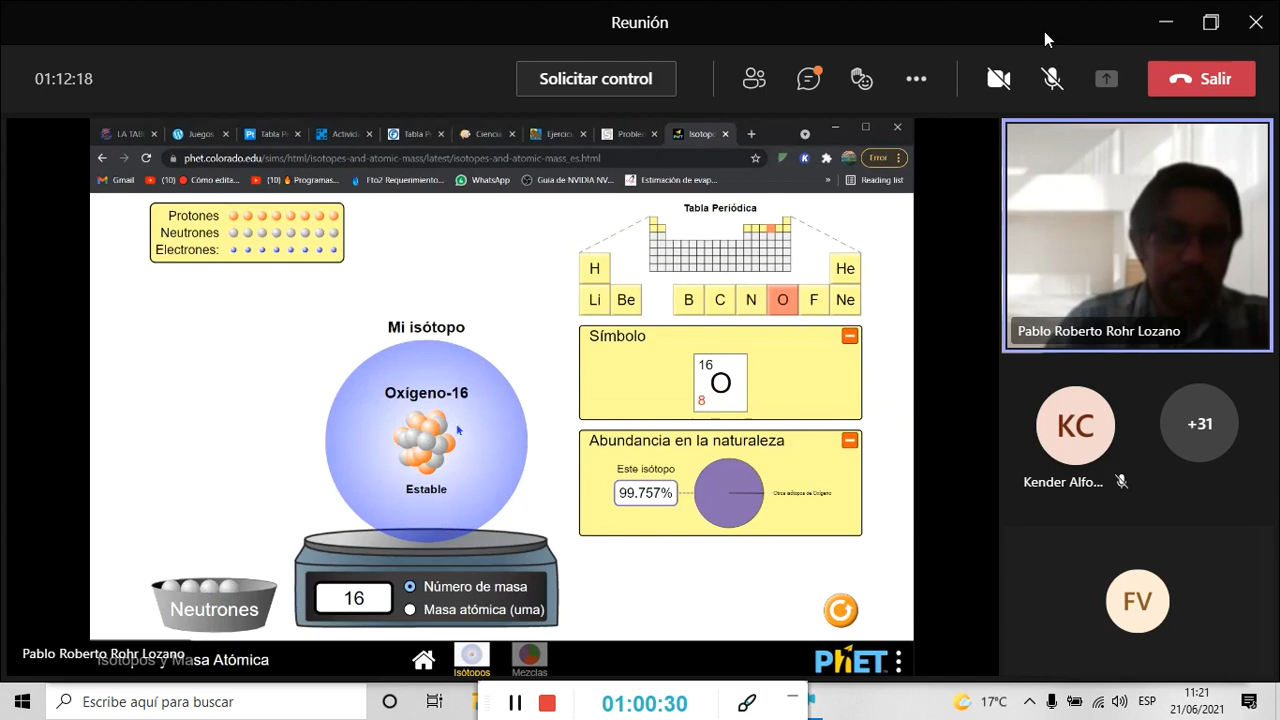 Reunión
01:12:18
Solicitar control
Salir
LA TABL
Juegos
Tabla P
Activid
Tabla P
Cienci
Ejercic
Probler
Isotop
phet.colorado.edu/sims/html/isotopes-and-atomic-mass/latest/isotopes-and-atomic-mass_es.html
Error
Gmail
(10) Cómo edita...
(10) Programas...
Fto2 Requerimiento...
WhatsApp
Guia de NVIDIA NV...
Estimación de evap...
»
Reading list
Protones
Neutrones
Electrones:
Tabla Periódica
H
He
Li Be B C N O F Ne
Mi isótopo
Oxígeno-16
Estable
Símbolo
16
O
8
Abundancia en la naturaleza
Este isótopo
99.757%
Otros isótopos de Oxígeno
Neutrones
16
Número de masa
Masa atómica (uma)
Pablo Roberto Rohr Lozano
Isótopos y Masa Atómica
Isótopos
Mezclas
PhET
Pablo Roberto Rohr Lozano
KC
+31
Kender Alfo...
FV
Escribe aquí para buscar
01:00:30
17°C
ESP
11:21
21/06/2021